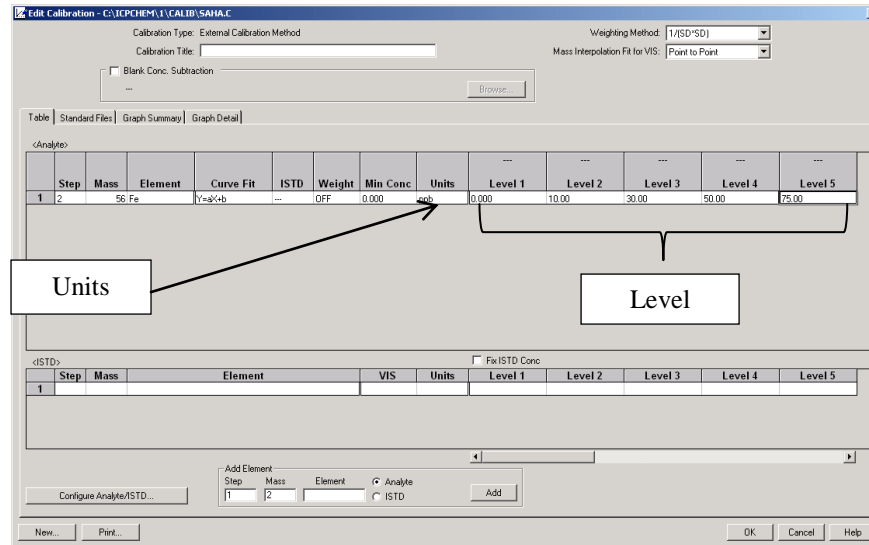 Edit Calibration - C:\ICPCHEM\1\CALIB\SAHA.C
Calibration Type: External Calibration Method
Weighting Method: 1/(SD*SD)
Calibration Title:
Mass Interpolation Fit for VIS: Point to Point
Blank Conc. Subtraction
---
Browse...
Table Standard Files Graph Summary Graph Detail
<Analyte>
--- --- --- --- ---
Step Mass Element Curve Fit ISTD Weight Min Conc Units Level 1 Level 2 Level 3 Level 4 Level 5
1 2 56 Fe Y=aX+b --- OFF 0.000 ppb 0.000 10.00 30.00 50.00 75.00
Units
Level
<ISTD>
Fix ISTD Conc
Step Mass Element VIS Units Level 1 Level 2 Level 3 Level 4 Level 5
1
Add Element
Step Mass Element Analyte
Configure Analyte/ISTD... 1 2 ISTD Add
New... Print... OK Cancel Help